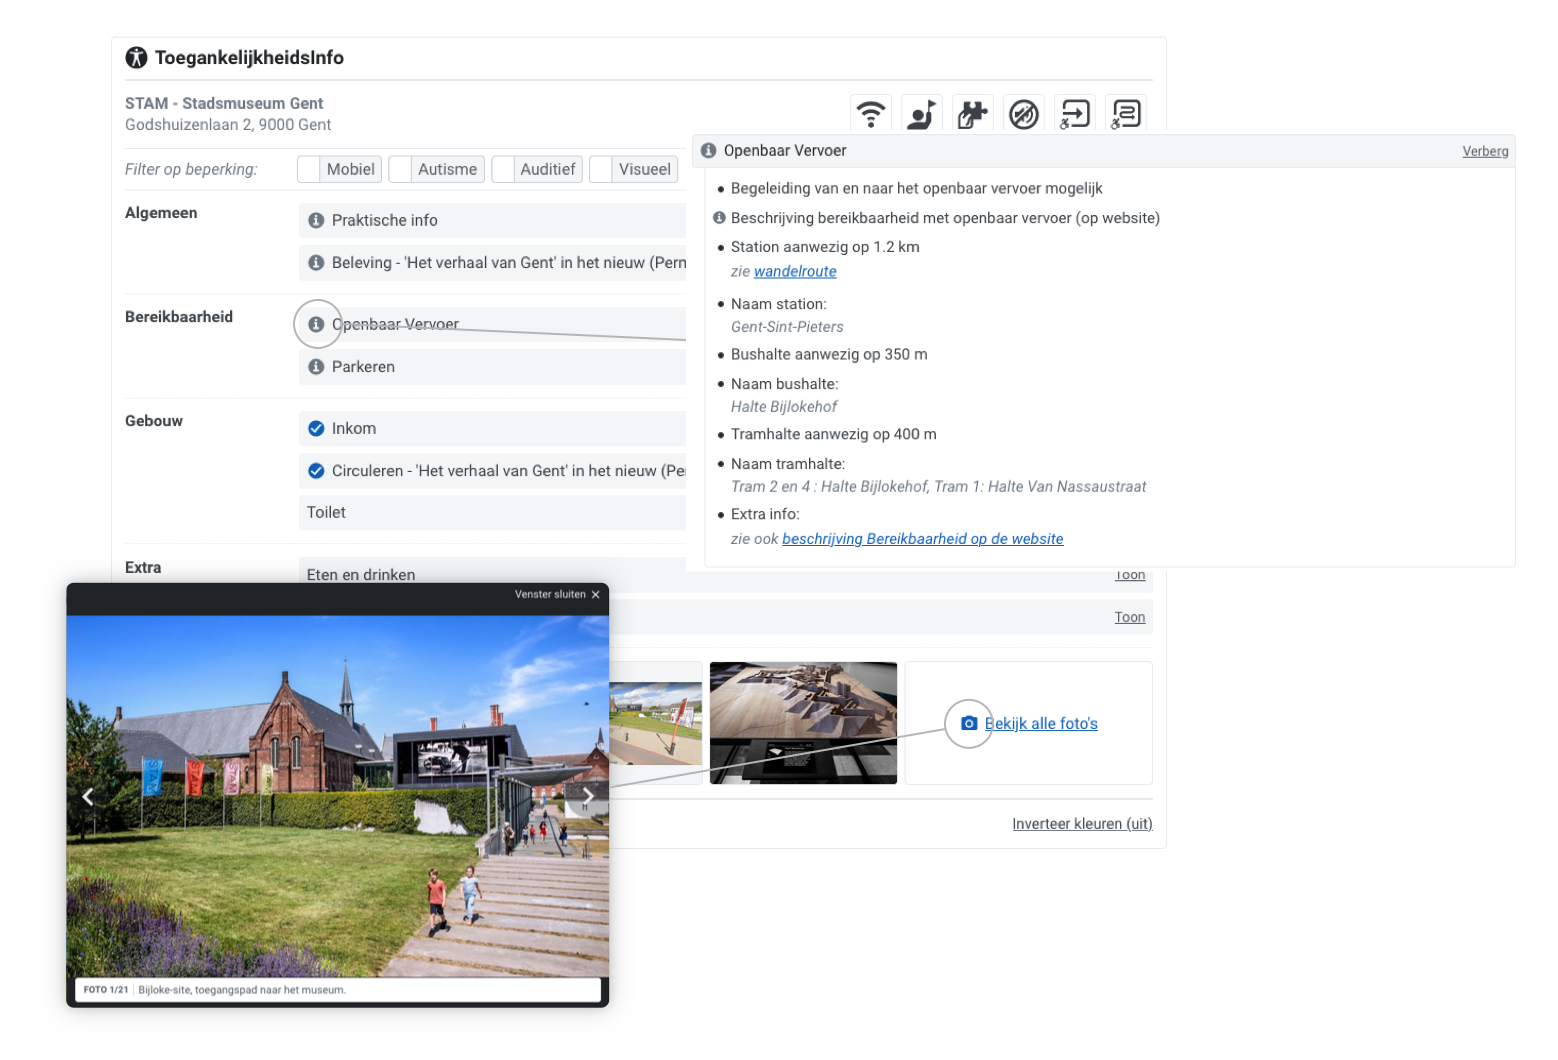 ToegankelijkheidsInfo
STAM - Stadsmuseum Gent
Godshuizenlaan 2, 9000 Gent
Filter op beperking:
Mobiel
Autisme
Auditief
Visueel
Algemeen
Praktische info
Beleving - 'Het verhaal van Gent' in het nieuw (Perm
Bereikbaarheid
Openbaar Vervoer
Parkeren
Gebouw
Inkom
Circuleren - 'Het verhaal van Gent' in het nieuw (Pe
Toilet
Extra
Eten en drinken
Toon
Toon
Bekijk alle foto's
Inverteer kleuren (uit)
Openbaar Vervoer
Verberg
Begeleiding van en naar het openbaar vervoer mogelijk
Beschrijving bereikbaarheid met openbaar vervoer (op website)
Station aanwezig op 1.2 km
zie wandelroute
Naam station:
Gent-Sint-Pieters
Bushalte aanwezig op 350 m
Naam bushalte:
Halte Bijlokehof
Tramhalte aanwezig op 400 m
Naam tramhalte:
Tram 2 en 4 : Halte Bijlokehof, Tram 1: Halte Van Nassaustraat
Extra info:
zie ook beschrijving Bereikbaarheid op de website
Venster sluiten ×
STAM
STAM
STAM
STAM
FOTO 1/21 Bijloke-site, toegangspad naar het museum.